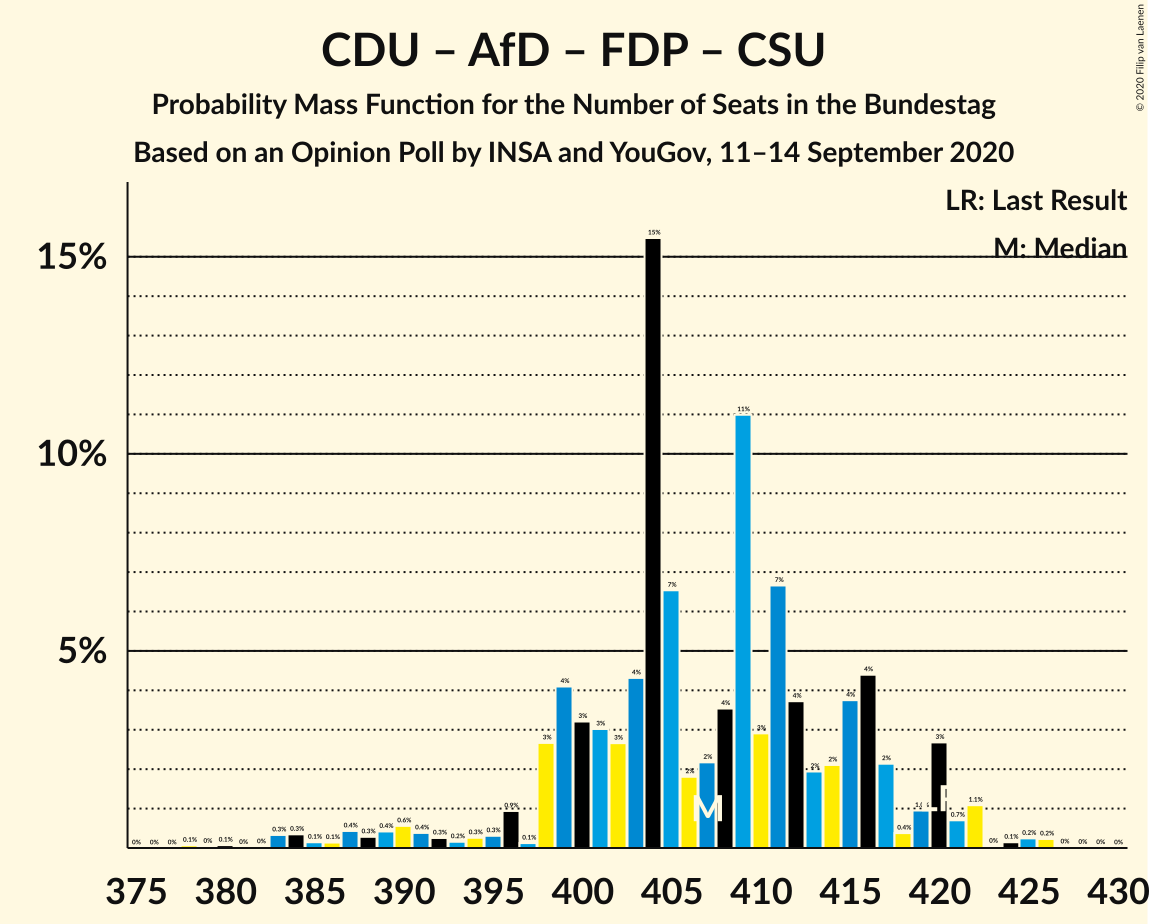 CDU – AfD – FDP – CSU
Probability Mass Function for the Number of Seats in the Bundestag
Based on an Opinion Poll by INSA and YouGov, 11–14 September 2020
© 2020 Filip van Laenen
LR: Last Result
M: Median
15%
10%
5%
0% 0% 0% 0.1% 0% 0.1% 0% 0% 0.3% 0.3% 0.1% 0.1% 0.4% 0.3% 0.4% 0.6% 0.4% 0.3% 0.2% 0.3% 0.3% 0.9% 0.1% 3% 4% 3% 3% 3% 4% 15% 7% 2% 2% 4% 11% 3% 7% 4% 2% 2% 4% 4% 2% 0.4% 3% 0.7% 1.1% 0% 0.1% 0.2% 0.2% 0% 0% 0% 0%
M
375 380 385 390 395 400 405 410 415 420 425 430